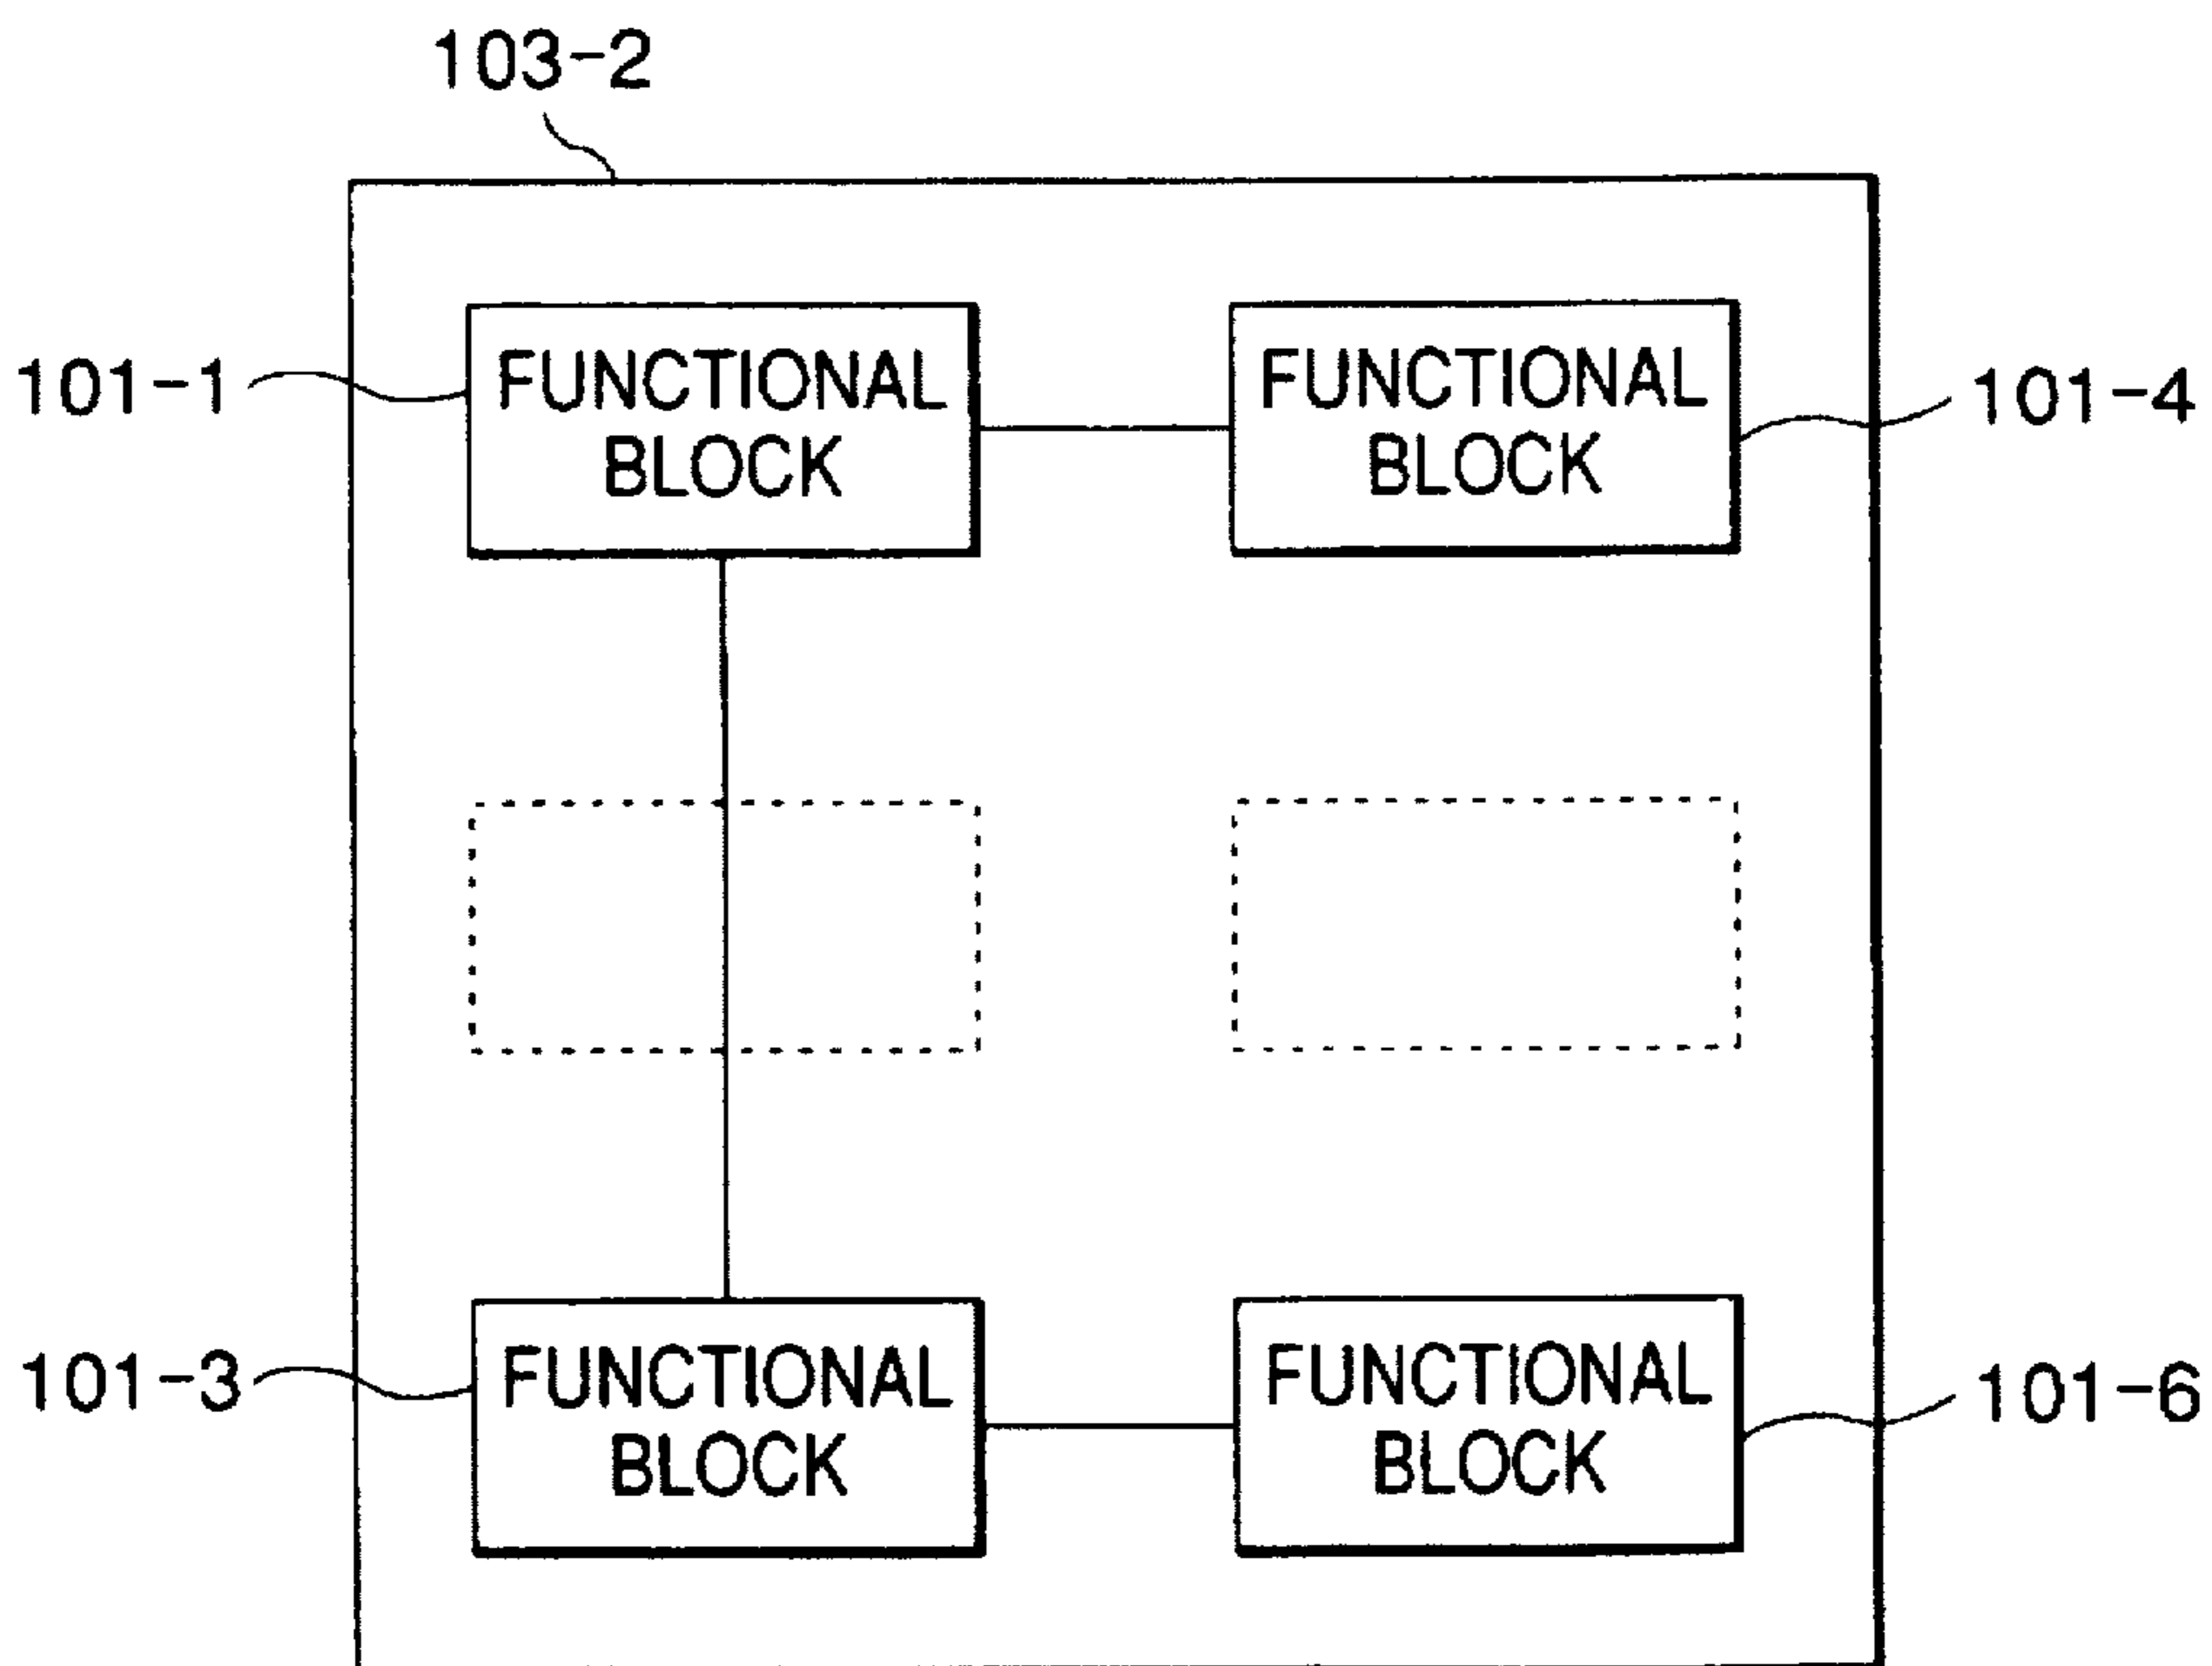 103-2
101-1
FUNCTIONAL
BLOCK
FUNCTIONAL
BLOCK
101-4
101-3
FUNCTIONAL
BLOCK
FUNCTIONAL
BLOCK
101-6